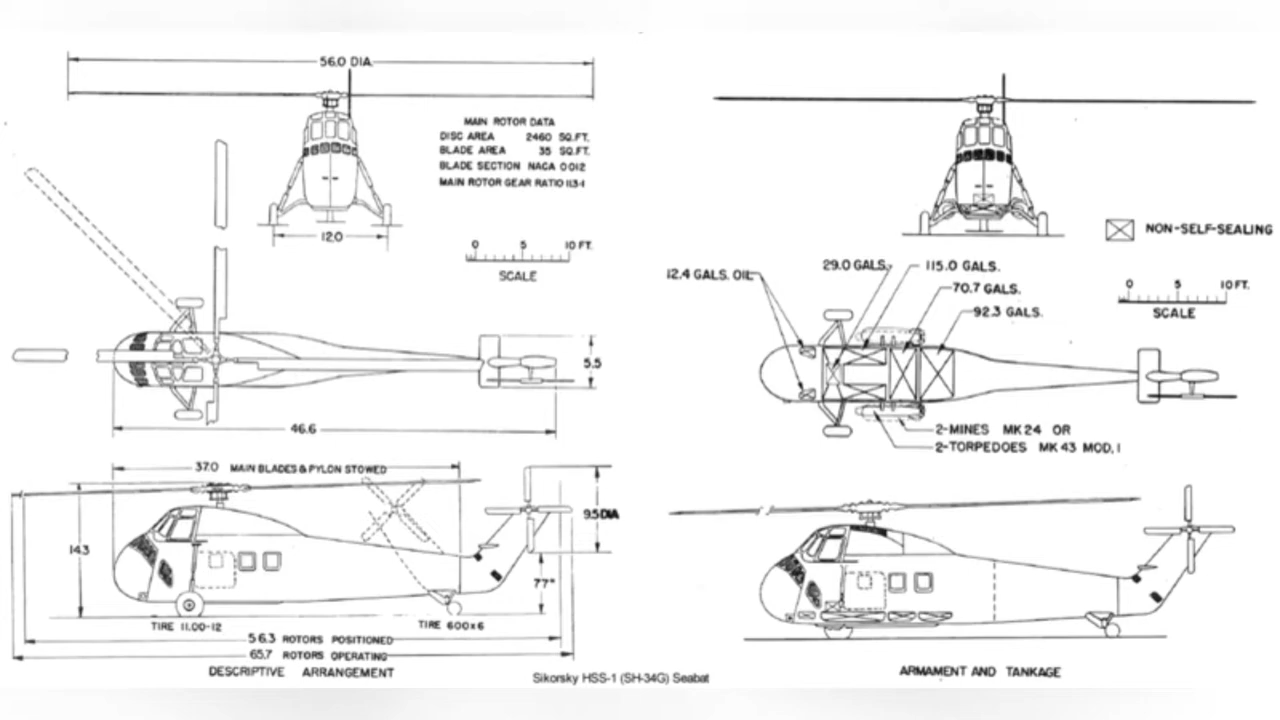 56.0 DIA.
MAIN ROTOR DATA
DISC AREA 2460 SQ.FT.
BLADE AREA 35 SQ.FT.
BLADE SECTION NACA 0012
MAIN ROTOR GEAR RATIO 11.3-1
12.0
0 5 10 FT.
SCALE
5.5
46.6
37.0 MAIN BLADES & PYLON STOWED
9.5 DIA
14.3
77"
TIRE 11.00-12
TIRE 600x6
56.3 ROTORS POSITIONED
65.7 ROTORS OPERATING
DESCRIPTIVE ARRANGEMENT
NON-SELF-SEALING
12.4 GALS. OIL
29.0 GALS.
115.0 GALS.
70.7 GALS.
92.3 GALS.
0 5 10 FT.
SCALE
2-MINES MK 24 OR
2-TORPEDOES MK 43 MOD. 1
ARMAMENT AND TANKAGE
Sikorsky HSS-1 (SH-34G) Seabat